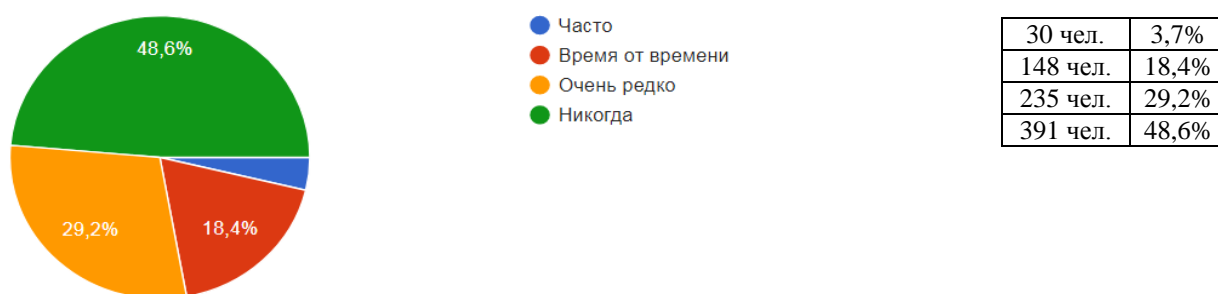 48,6%
29,2%
18,4%
Часто
Время от времени
Очень редко
Никогда
30 чел. 3,7%
148 чел. 18,4%
235 чел. 29,2%
391 чел. 48,6%